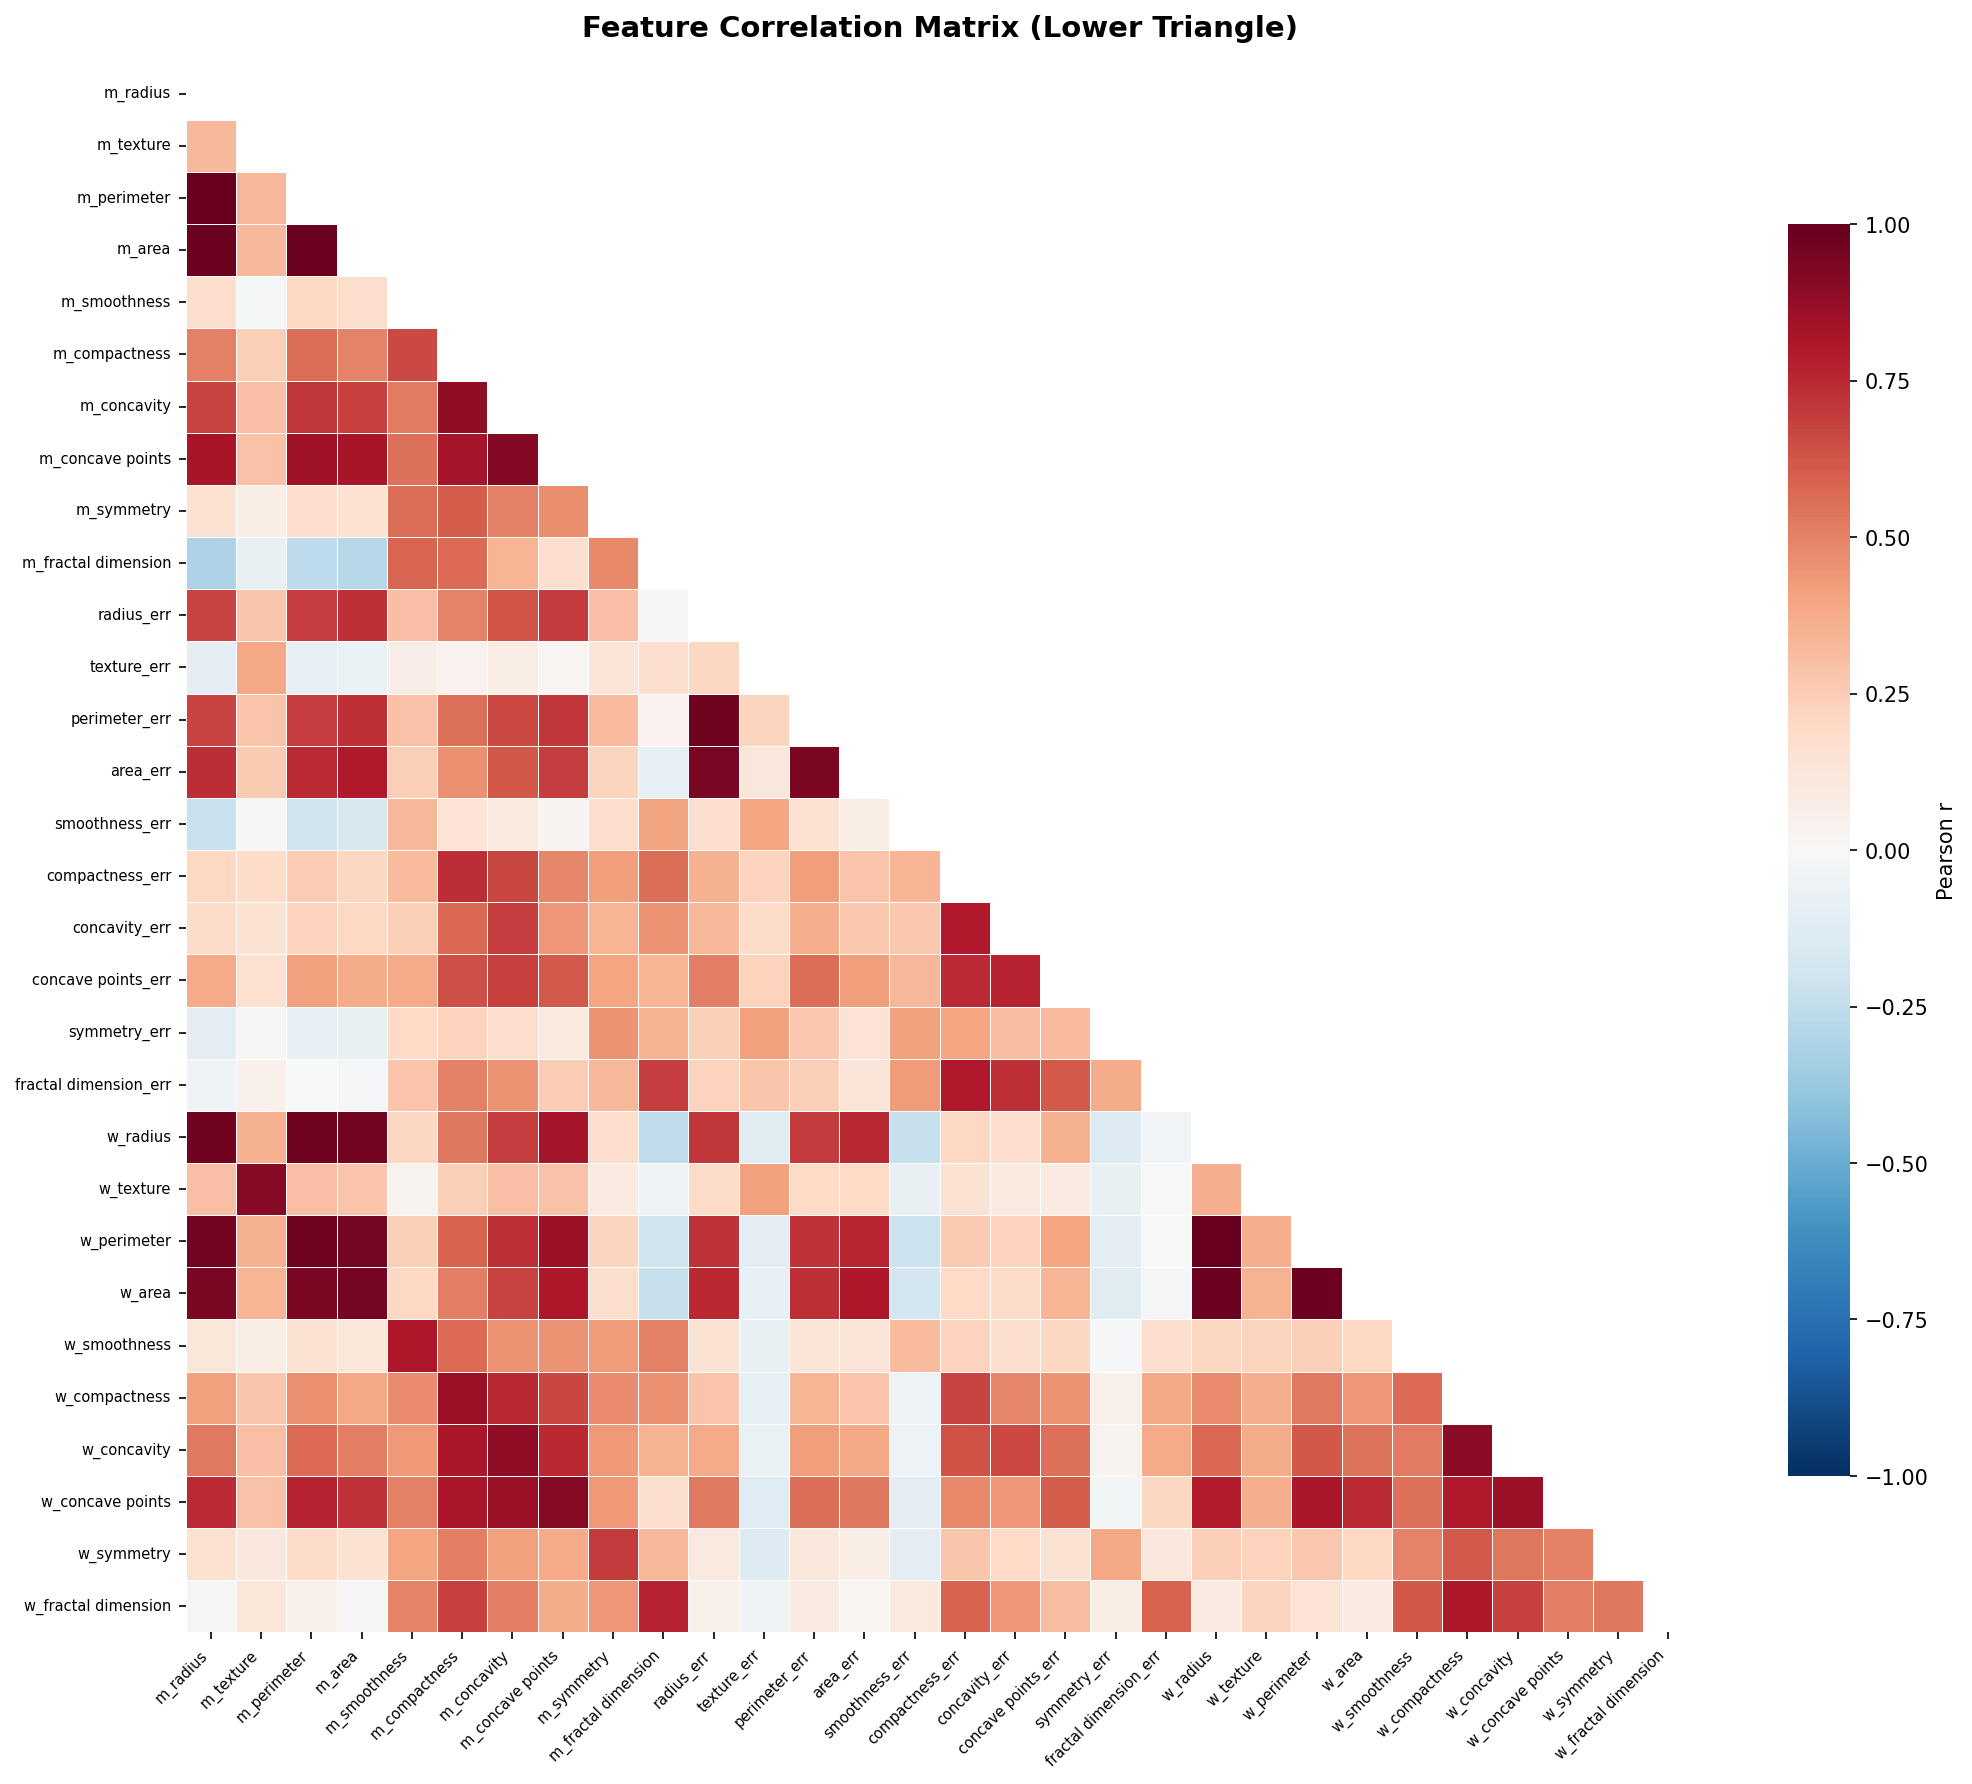 Feature Correlation Matrix (Lower Triangle)
m_radius
m_texture
m_perimeter
m_area
m_smoothness
m_compactness
m_concavity
m_concave points
m_symmetry
m_fractal dimension
radius_err
texture_err
perimeter_err
area_err
smoothness_err
compactness_err
concavity_err
concave points_err
symmetry_err
fractal dimension_err
w_radius
w_texture
w_perimeter
w_area
w_smoothness
w_compactness
w_concavity
w_concave points
w_symmetry
w_fractal dimension
m_radius
m_texture
m_perimeter
m_area
m_smoothness
m_compactness
m_concavity
m_concave points
m_symmetry
m_fractal dimension
radius_err
texture_err
perimeter_err
area_err
smoothness_err
compactness_err
concavity_err
concave points_err
symmetry_err
fractal dimension_err
w_radius
w_texture
w_perimeter
w_area
w_smoothness
w_compactness
w_concavity
w_concave points
w_symmetry
w_fractal dimension
1.00
0.75
0.50
0.25
0.00
−0.25
−0.50
−0.75
−1.00
Pearson r